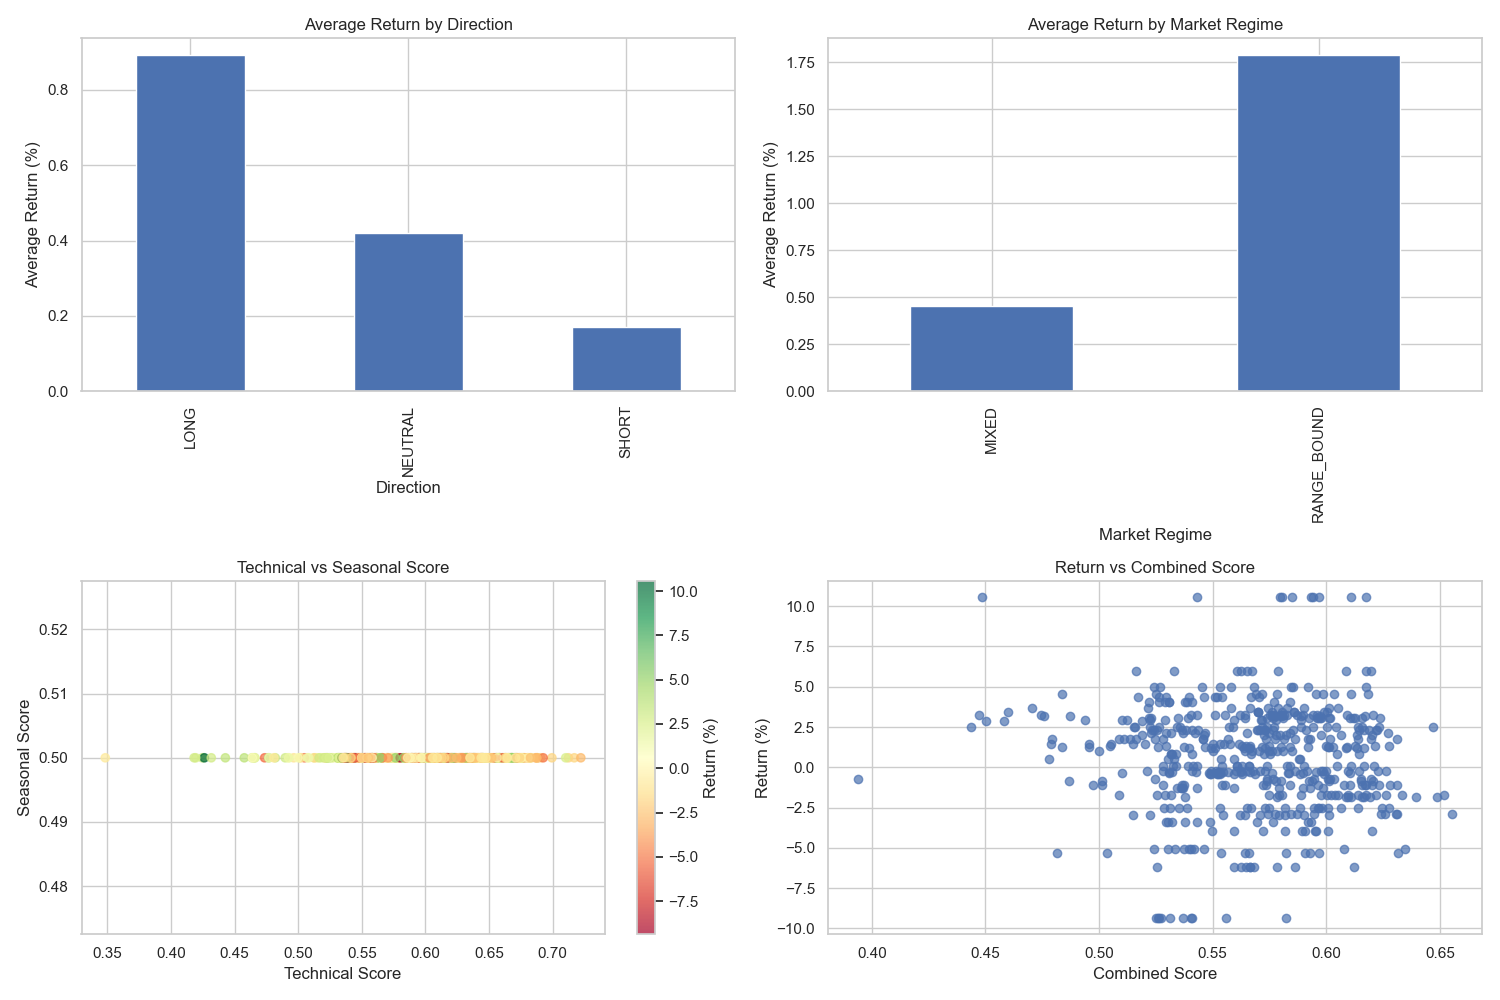 Average Return by Direction
Average Return (%)
0.8
0.6
0.4
0.2
0.0
LONG
NEUTRAL
SHORT
Direction
Average Return by Market Regime
Average Return (%)
1.75
1.50
1.25
1.00
0.75
0.50
0.25
0.00
MIXED
RANGE_BOUND
Market Regime
Technical vs Seasonal Score
Seasonal Score
0.52
0.51
0.50
0.49
0.48
0.35
0.40
0.45
0.50
0.55
0.60
0.65
0.70
Technical Score
10.0
7.5
5.0
2.5
0.0
−2.5
−5.0
−7.5
Return (%)
Return vs Combined Score
Return (%)
10.0
7.5
5.0
2.5
0.0
−2.5
−5.0
−7.5
−10.0
0.40
0.45
0.50
0.55
0.60
0.65
Combined Score